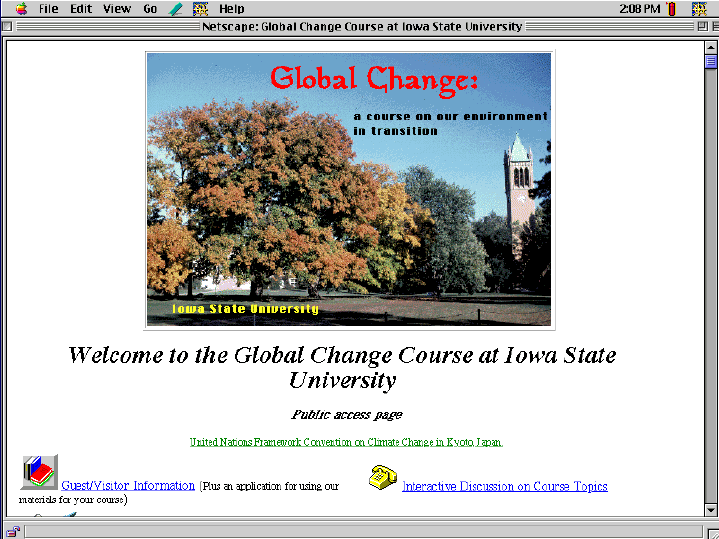 File Edit View Go Help 2:08 PM
Netscape: Global Change Course at Iowa State University
Global Change:
a course on our environment
in transition
Iowa State University
Welcome to the Global Change Course at Iowa State
University
Public access page
United Nations Framework Convention on Climate Change in Kyoto, Japan.
Guest/Visitor Information (Plus an application for using our
materials for your course)
Interactive Discussion on Course Topics